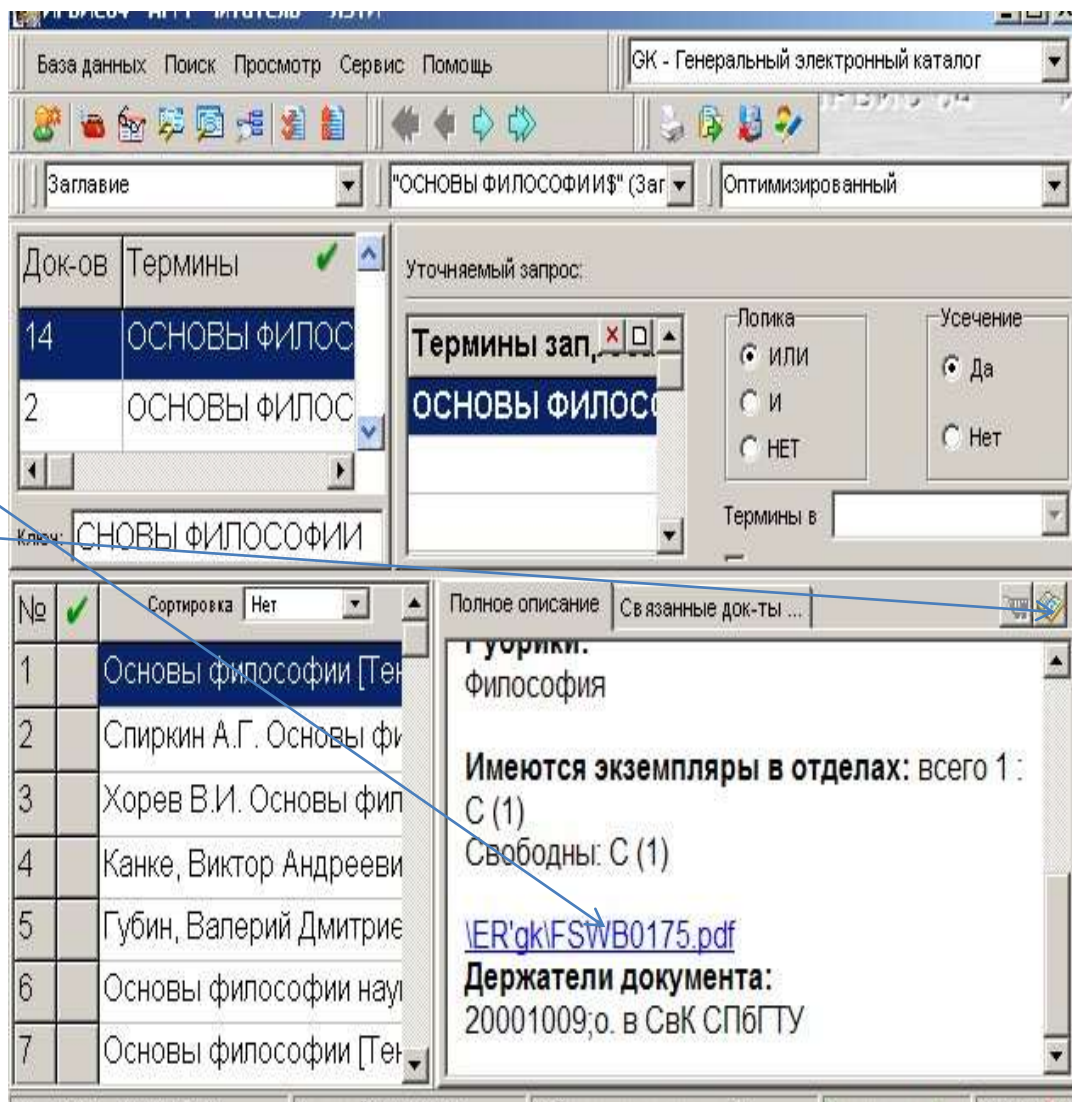 База данных Поиск Просмотр Сервис Помощь
GK - Генеральный электронный каталог
Заглавие
"ОСНОВЫ ФИЛОСОФИИ$" (Заг
Оптимизированный
Док-ов Термины
14 ОСНОВЫ ФИЛОС
2 ОСНОВЫ ФИЛОС
Ключ: СНОВЫ ФИЛОСОФИИ
Уточняемый запрос:
Термины зап
ОСНОВЫ ФИЛОСО
Логика
ИЛИ
И
НЕТ
Усечение
Да
Нет
Термины в
№ Сортировка Нет
1 Основы философии [Тек
2 Спиркин А.Г. Основы фи
3 Хорев В.И. Основы фил
4 Канке, Виктор Андрееви
5 Губин, Валерий Дмитрие
6 Основы философии наук
7 Основы философии [Тек
Полное описание Связанные док-ты ...
Рубрики:
Философия
Имеются экземпляры в отделах: всего 1 :
С (1)
Свободны: С (1)
\ER'gk\FSWB0175.pdf
Держатели документа:
20001009;о. в СвК СПбГТУ